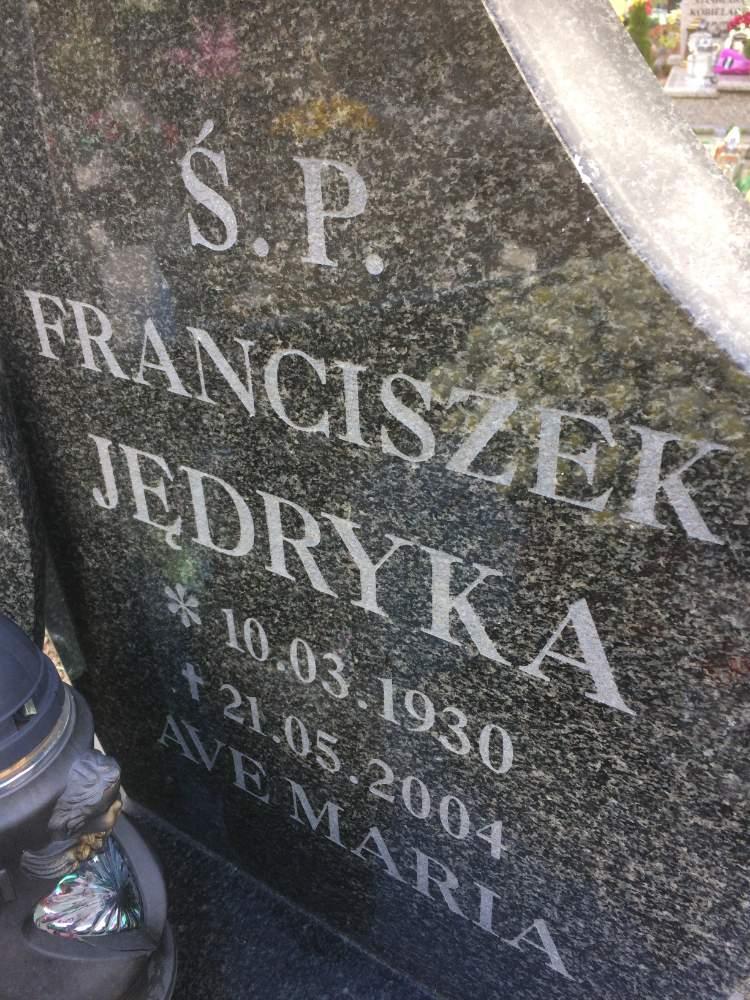 Ś.P.
FRANCISZEK
JĘDRYKA
* 10.03.1930
✝ 21.05.2004
AVE MARIA